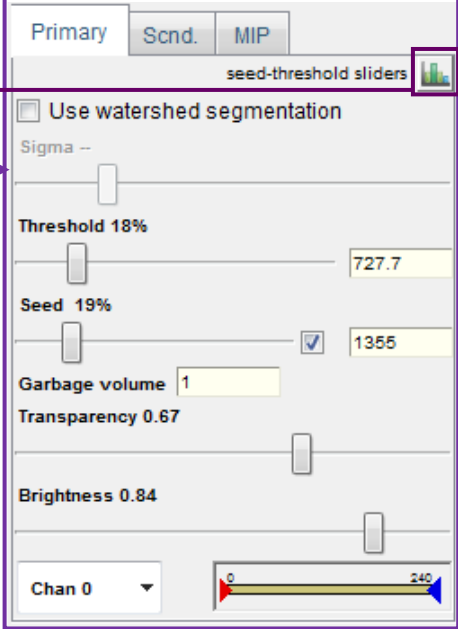 Primary Scnd. MIP
seed-threshold sliders
Use watershed segmentation
Sigma --
Threshold 18%
727.7
Seed 19%
1355
Garbage volume 1
Transparency 0.67
Brightness 0.84
Chan 0 0 240